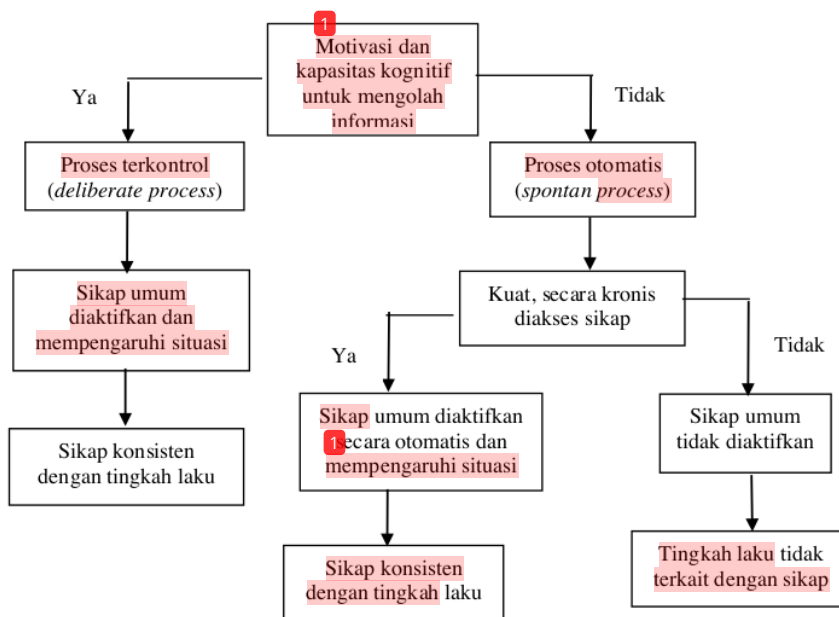 1
Motivasi dan
kapasitas kognitif
untuk mengolah
informasi
Ya
Tidak
Proses terkontrol
(deliberate process)
Proses otomatis
(spontan process)
Sikap umum
diaktifkan dan
mempengaruhi situasi
Kuat, secara kronis
diakses sikap
Ya
Tidak
Sikap konsisten
dengan tingkah laku
Sikap umum diaktifkan
1
secara otomatis dan
mempengaruhi situasi
Sikap umum
tidak diaktifkan
Sikap konsisten
dengan tingkah laku
Tingkah laku tidak
terkait dengan sikap